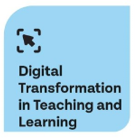 Digital
Transformation
in Teaching and
Learning